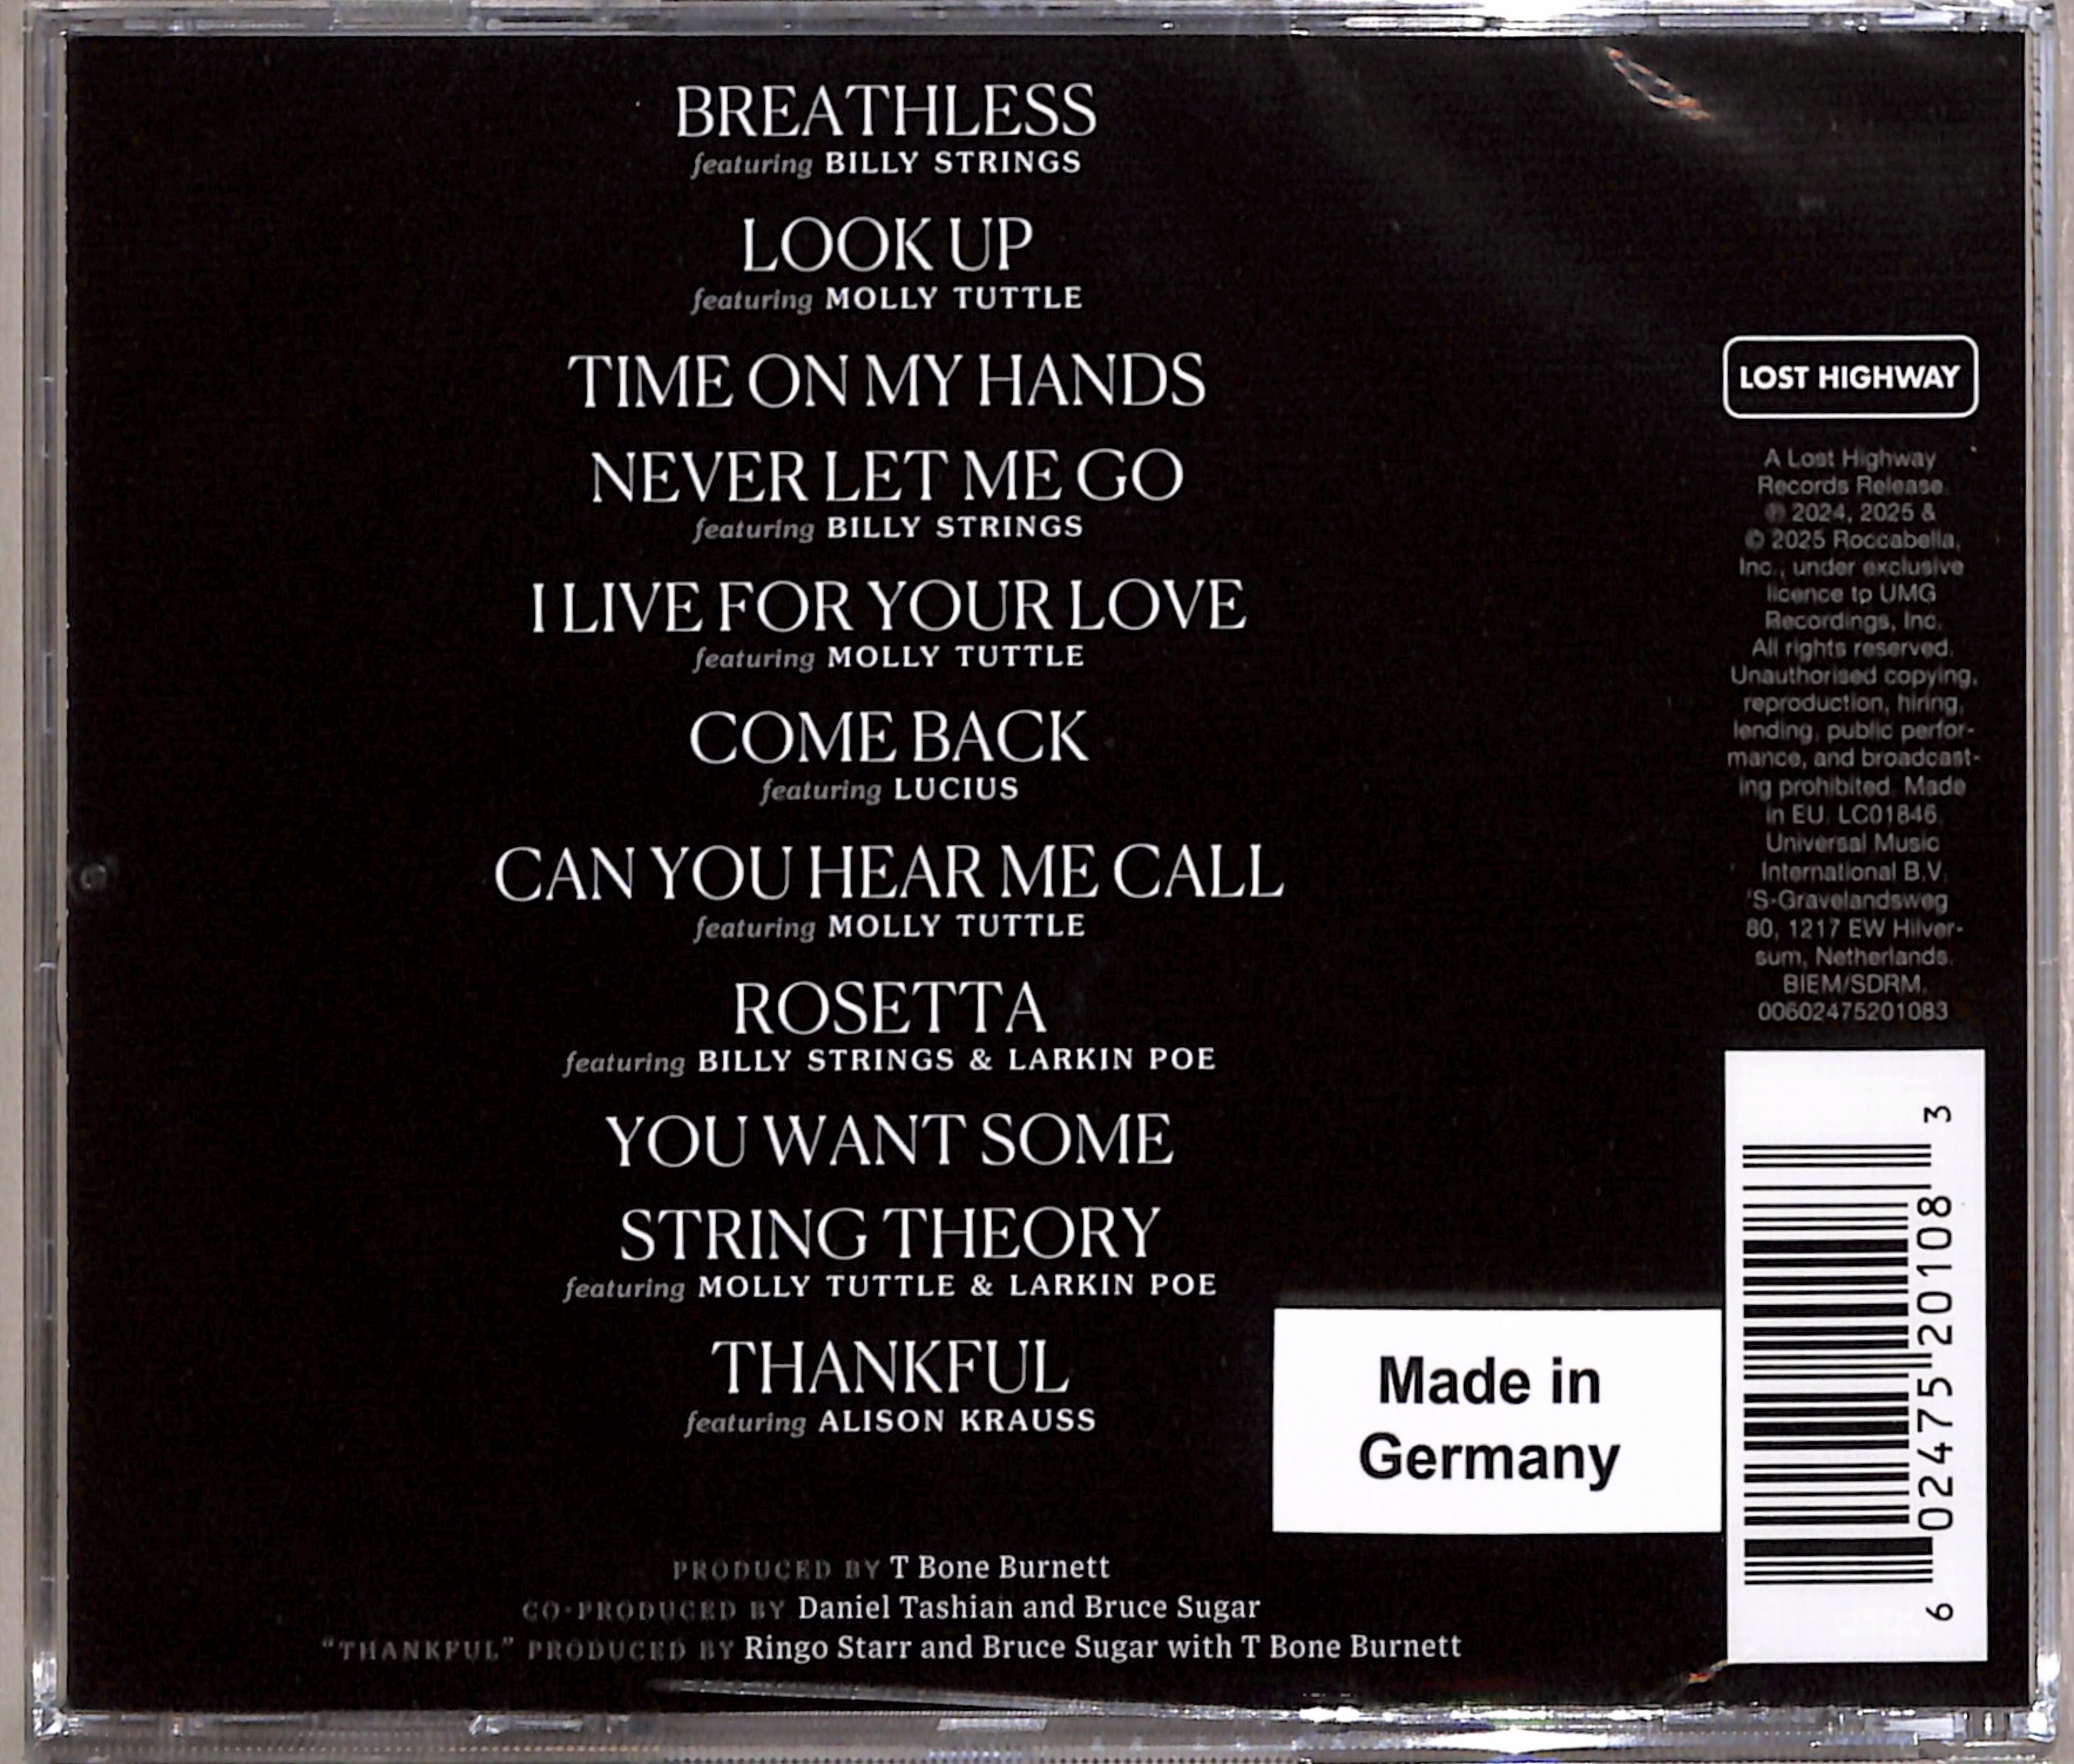 BREATHLESS
featuring BILLY STRINGS
LOOK UP
featuring MOLLY TUTTLE
TIME ON MY HANDS
NEVER LET ME GO
featuring BILLY STRINGS
I LIVE FOR YOUR LOVE
featuring MOLLY TUTTLE
COME BACK
featuring LUCIUS
CAN YOU HEAR ME CALL
featuring MOLLY TUTTLE
ROSETTA
featuring BILLY STRINGS & LARKIN POE
YOU WANT SOME
STRING THEORY
featuring MOLLY TUTTLE & LARKIN POE
THANKFUL
featuring ALISON KRAUSS
PRODUCED BY T Bone Burnett
CO-PRODUCED BY Daniel Tashian and Bruce Sugar
"THANKFUL" PRODUCED BY Ringo Starr and Bruce Sugar with T Bone Burnett
LOST HIGHWAY
A Lost Highway
Records Release.
℗ 2024, 2025 &
© 2025 Roccabella,
Inc., under exclusive
licence tp UMG
Recordings, Inc.
All rights reserved.
Unauthorised copying,
reproduction, hiring,
lending, public perfor-
mance, and broadcast-
ing prohibited. Made
in EU. LC01846.
Universal Music
International B.V.
'S-Gravelandsweg
80, 1217 EW Hilver-
sum, Netherlands.
BIEM/SDRM.
00602475201083
Made in
Germany
6 02475 20108 3